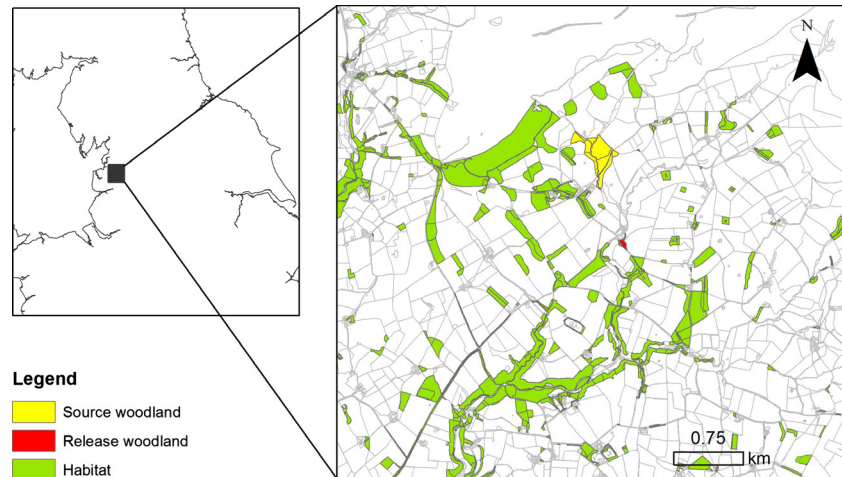 N
Legend
Source woodland
Release woodland
Habitat
0.75
km